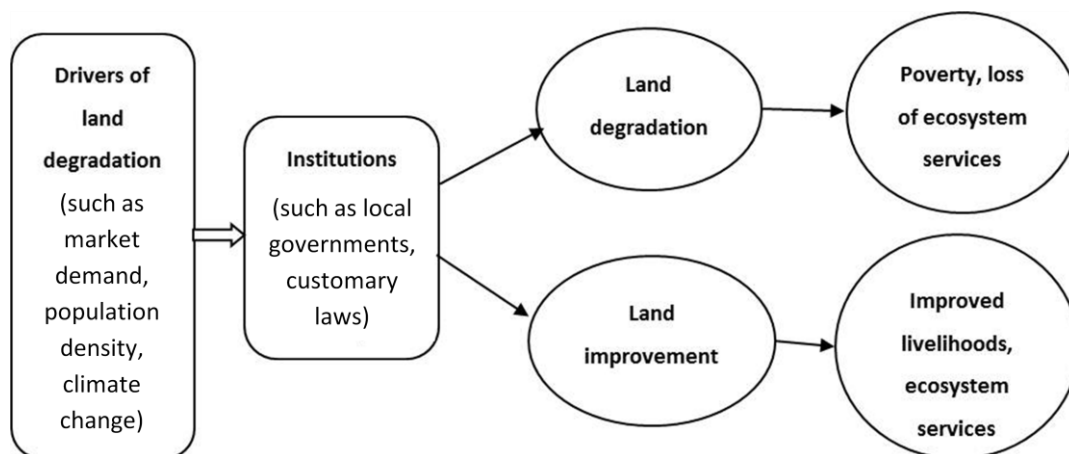 Drivers of
land
degradation
(such as
market
demand,
population
density,
climate
change)
Institutions
(such as local
governments,
customary
laws)
Land
degradation
Poverty, loss
of ecosystem
services
Land
improvement
Improved
livelihoods,
ecosystem
services